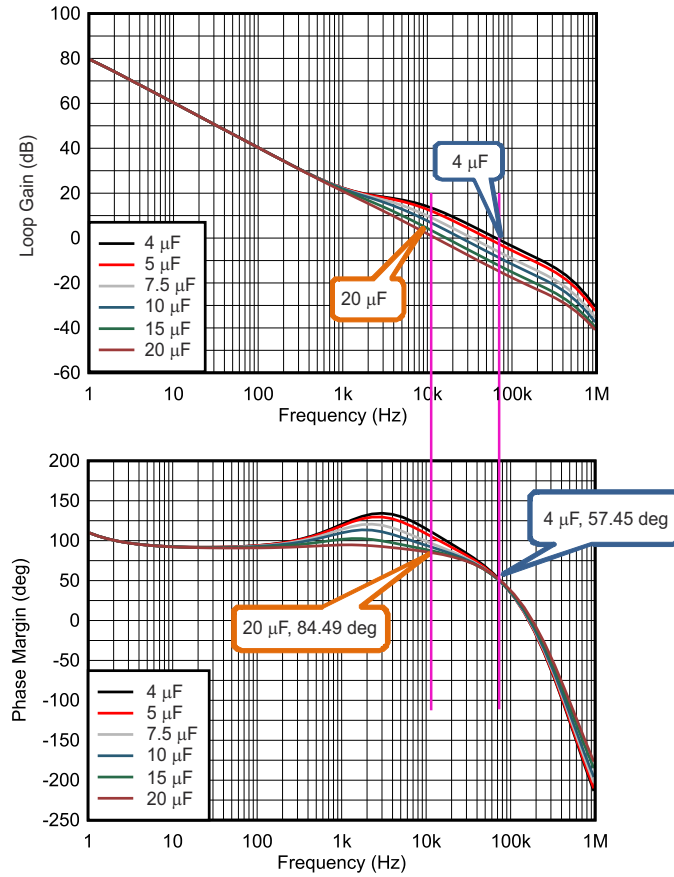 100
80
60
40
20
0
-20
-40
-60
Loop Gain (dB)
4 μF
20 μF
4 μF
5 μF
7.5 μF
10 μF
15 μF
20 μF
1 10 100 1k 10k 100k 1M
Frequency (Hz)
200
150
100
50
0
-50
-100
-150
-200
-250
Phase Margin (deg)
4 μF, 57.45 deg
20 μF, 84.49 deg
4 μF
5 μF
7.5 μF
10 μF
15 μF
20 μF
1 10 100 1k 10k 100k 1M
Frequency (Hz)